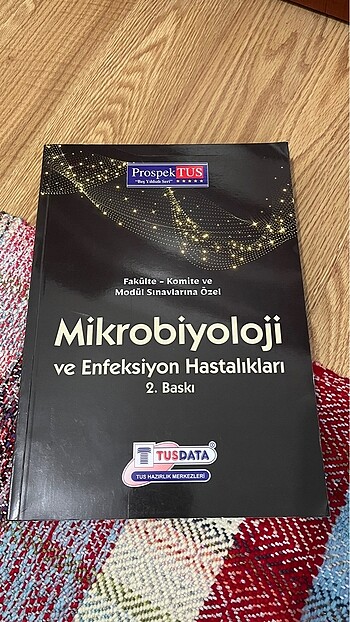 ProspekTUS
"Beş Yıldızlı Seri" ★★★★★
Fakülte - Komite ve
Modül Sınavlarına Özel
Mikrobiyoloji
ve Enfeksiyon Hastalıkları
2. Baskı
TUSDATA®
TUS HAZIRLIK MERKEZLERİ